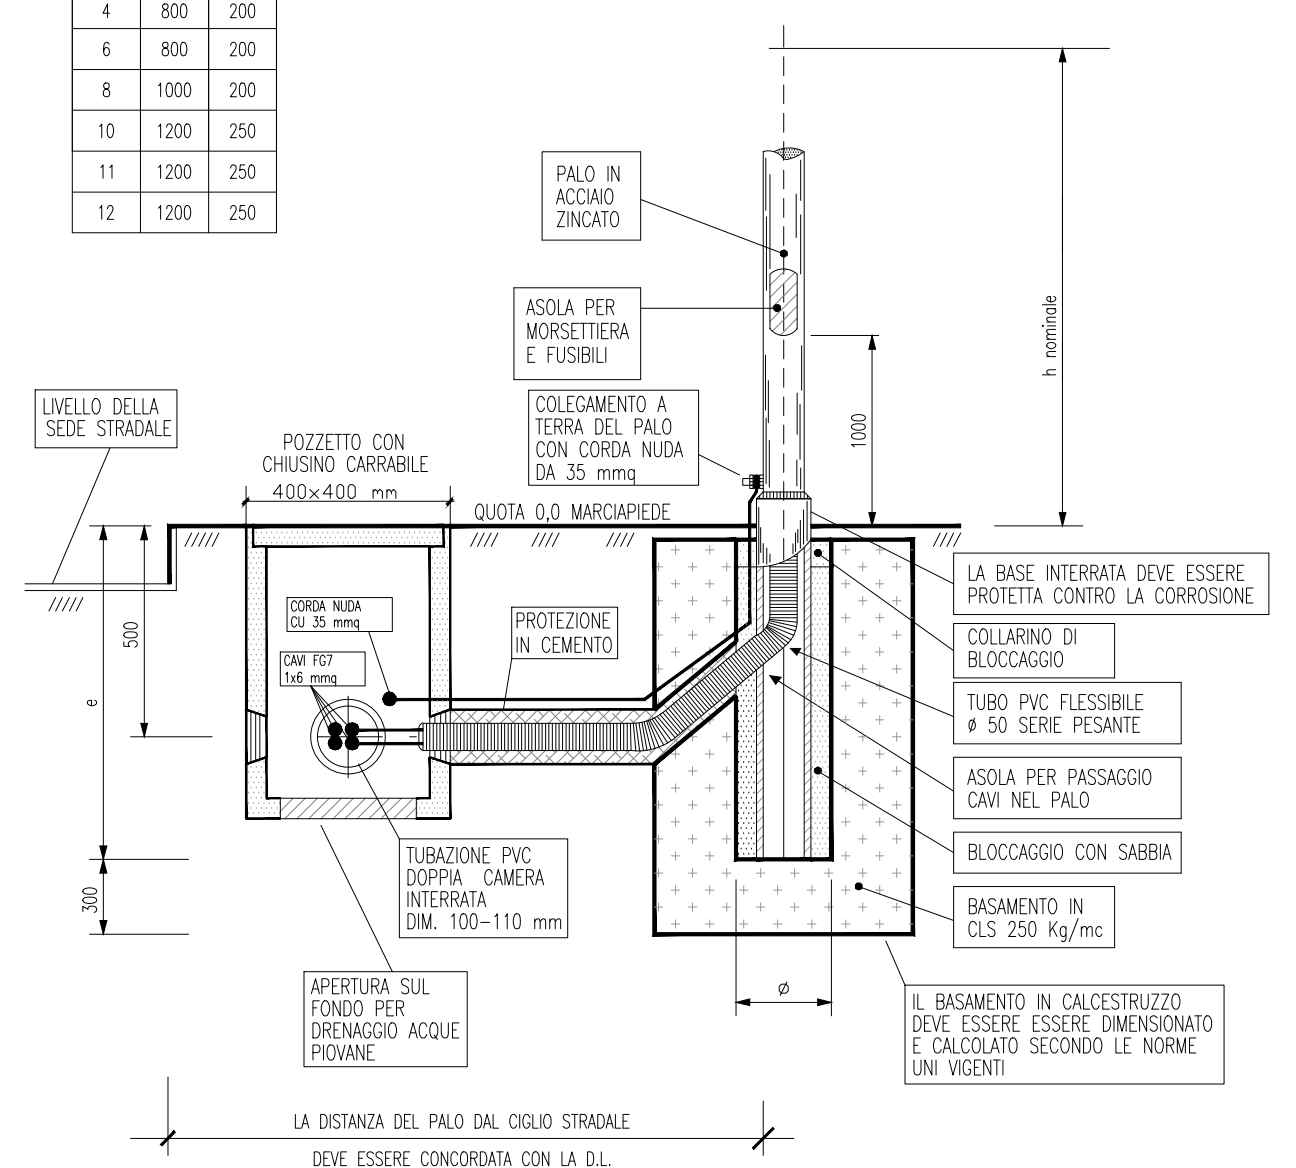 4 800 200
6 800 200
8 1000 200
10 1200 250
11 1200 250
12 1200 250
PALO IN
ACCIAIO
ZINCATO
ASOLA PER
MORSETTIERA
E FUSIBILI
h nominale
1000
LIVELLO DELLA
SEDE STRADALE
COLEGAMENTO A
TERRA DEL PALO
CON CORDA NUDA
DA 35 mmq
POZZETTO CON
CHIUSINO CARRABILE
400x400 mm
QUOTA 0,0 MARCIAPIEDE
LA BASE INTERRATA DEVE ESSERE
PROTETTA CONTRO LA CORROSIONE
CORDA NUDA
CU 35 mmq
PROTEZIONE
IN CEMENTO
500
COLLARINO DI
BLOCCAGGIO
CAVI FG7
1x6 mmq
e
TUBO PVC FLESSIBILE
ø 50 SERIE PESANTE
ASOLA PER PASSAGGIO
CAVI NEL PALO
BLOCCAGGIO CON SABBIA
TUBAZIONE PVC
DOPPIA CAMERA
INTERRATA
DIM. 100-110 mm
300
BASAMENTO IN
CLS 250 Kg/mc
APERTURA SUL
FONDO PER
DRENAGGIO ACQUE
PIOVANE
ø
IL BASAMENTO IN CALCESTRUZZO
DEVE ESSERE ESSERE DIMENSIONATO
E CALCOLATO SECONDO LE NORME
UNI VIGENTI
LA DISTANZA DEL PALO DAL CIGLIO STRADALE
DEVE ESSERE CONCORDATA CON LA D.L.